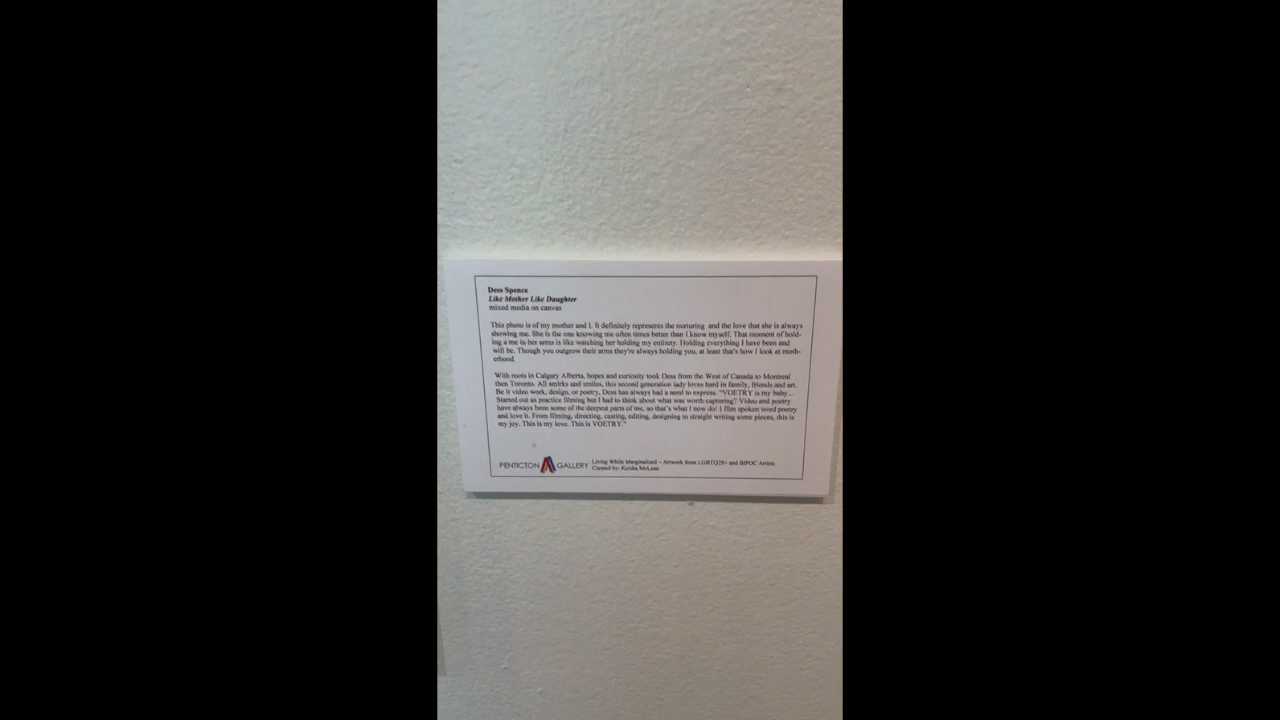 Dess Spence
Like Mother Like Daughter
mixed media on canvas
This photo is of my mother and I. It definitely represents the nurturing and the love that she is always
showing me. She is the one knowing me often times better than I know myself. That moment of hold-
ing a me in her arms is like watching her holding my entirety. Holding everything I have been and
will be. Though you outgrow their arms they're always holding you, at least that's how I look at moth-
erhood
With roots in Calgary Alberta, hopes and curiosity took Dess from the West of Canada to Montreal
then Toronto. All smirks and smiles, this second generation lady loves hard in family, friends and art.
Be it video work, design, or poetry, Dess has always had a need to express. "VOETRY is my baby...
Started out as practice filming but I had to think about what was worth capturing? Video and poetry
have always been some of the deepest parts of me, so that's what I now do! I film spoken word poetry
and love it. From filming, directing, casting, editing, designing to straight writing some pieces, this is
my joy. This is my love. This is VOETRY."
PENTICTON GALLERY
Living While Marginalized – Artwork from LGBTQ2S+ and BIPOC Artists
Curated by: Keisha McLean